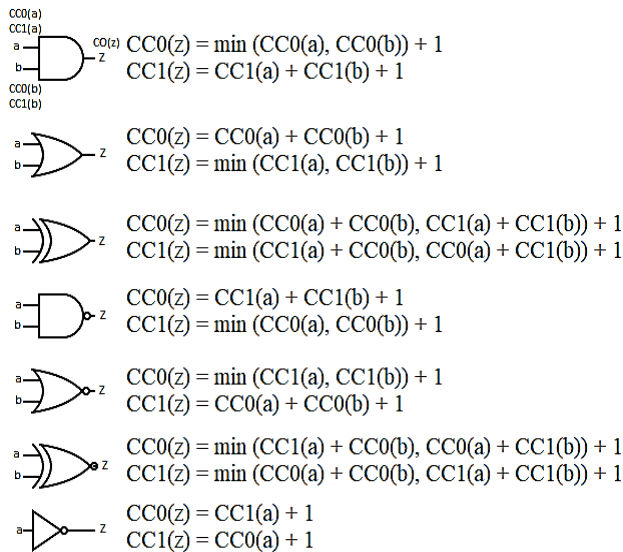 CC0(a)
CC1(a)
a
b
CC0(b)
CC1(b)
CO(z)
Z
CC0(z) = min (CC0(a), CC0(b)) + 1
CC1(z) = CC1(a) + CC1(b) + 1
a
b
Z
CC0(z) = CC0(a) + CC0(b) + 1
CC1(z) = min (CC1(a), CC1(b)) + 1
a
b
Z
CC0(z) = min (CC0(a) + CC0(b), CC1(a) + CC1(b)) + 1
CC1(z) = min (CC1(a) + CC0(b), CC0(a) + CC1(b)) + 1
a
b
Z
CC0(z) = CC1(a) + CC1(b) + 1
CC1(z) = min (CC0(a), CC0(b)) + 1
a
b
Z
CC0(z) = min (CC1(a), CC1(b)) + 1
CC1(z) = CC0(a) + CC0(b) + 1
a
b
Z
CC0(z) = min (CC1(a) + CC0(b), CC0(a) + CC1(b)) + 1
CC1(z) = min (CC0(a) + CC0(b), CC1(a) + CC1(b)) + 1
a
Z
CC0(z) = CC1(a) + 1
CC1(z) = CC0(a) + 1